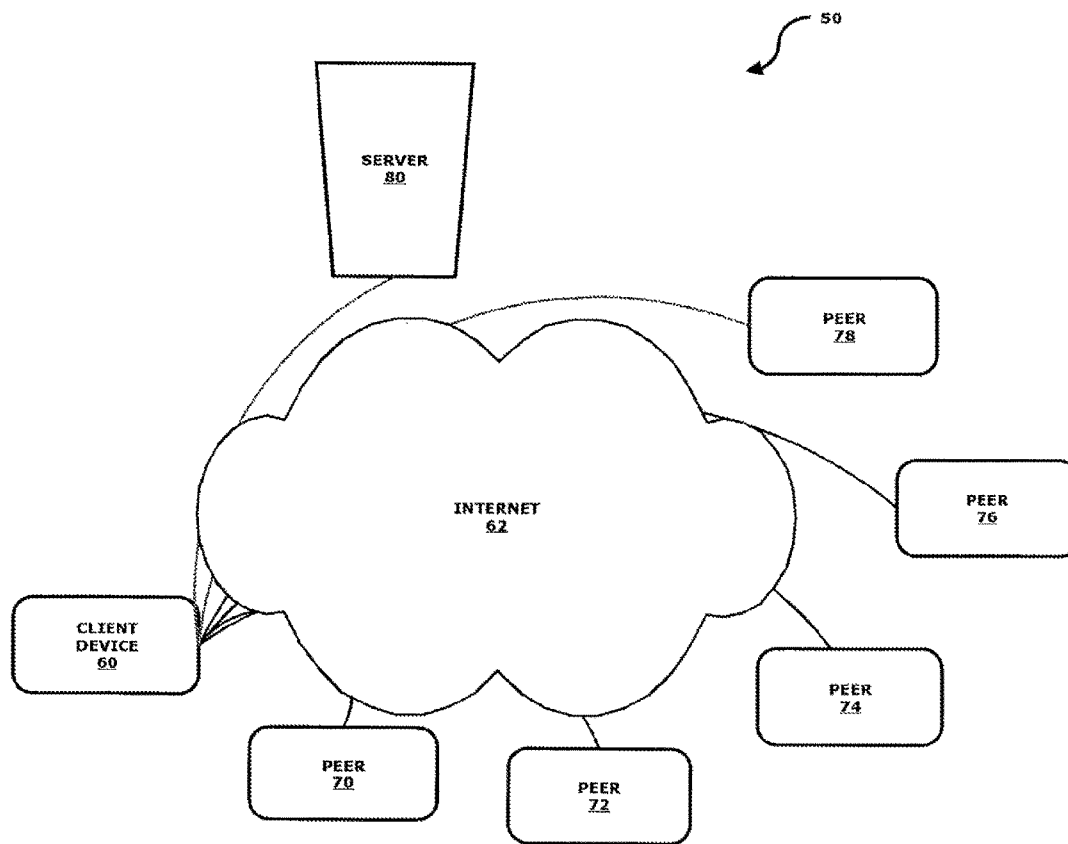 50
SERVER
80
PEER
78
INTERNET
62
PEER
76
CLIENT
DEVICE
60
PEER
74
PEER
70
PEER
72